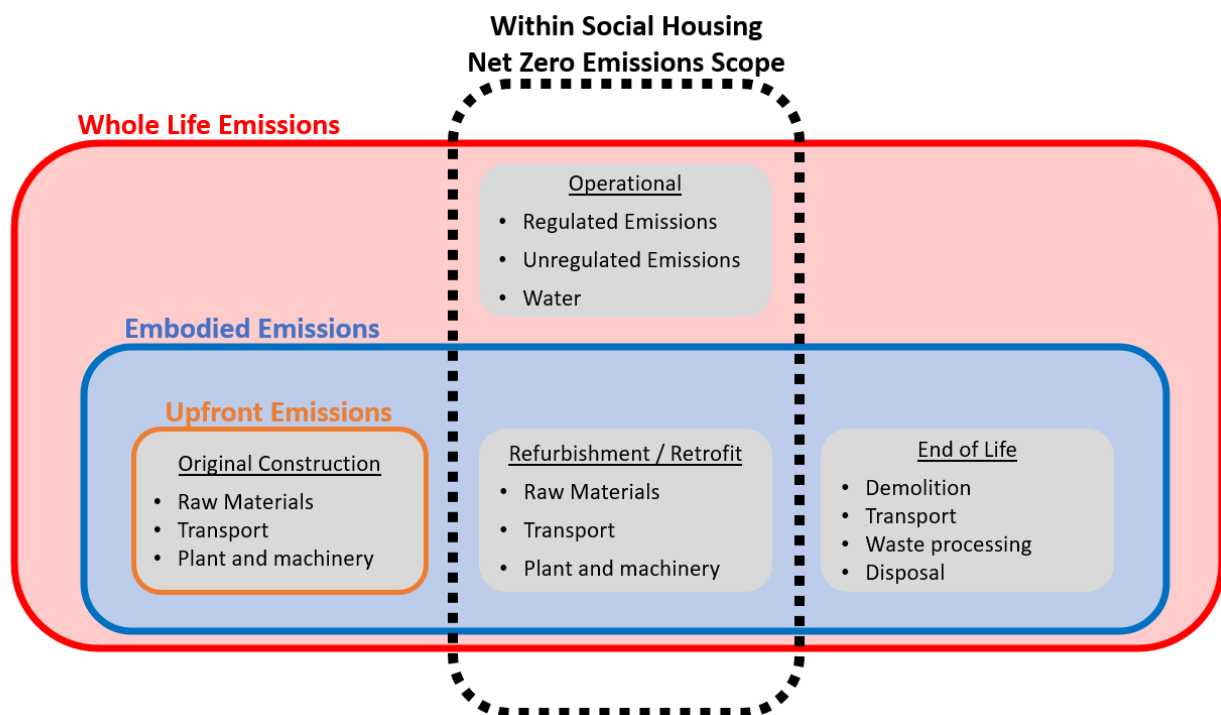 Within Social Housing
Net Zero Emissions Scope
Whole Life Emissions
Operational
• Regulated Emissions
• Unregulated Emissions
• Water
Embodied Emissions
Upfront Emissions
Original Construction
• Raw Materials
• Transport
• Plant and machinery
Refurbishment / Retrofit
• Raw Materials
• Transport
• Plant and machinery
End of Life
• Demolition
• Transport
• Waste processing
• Disposal